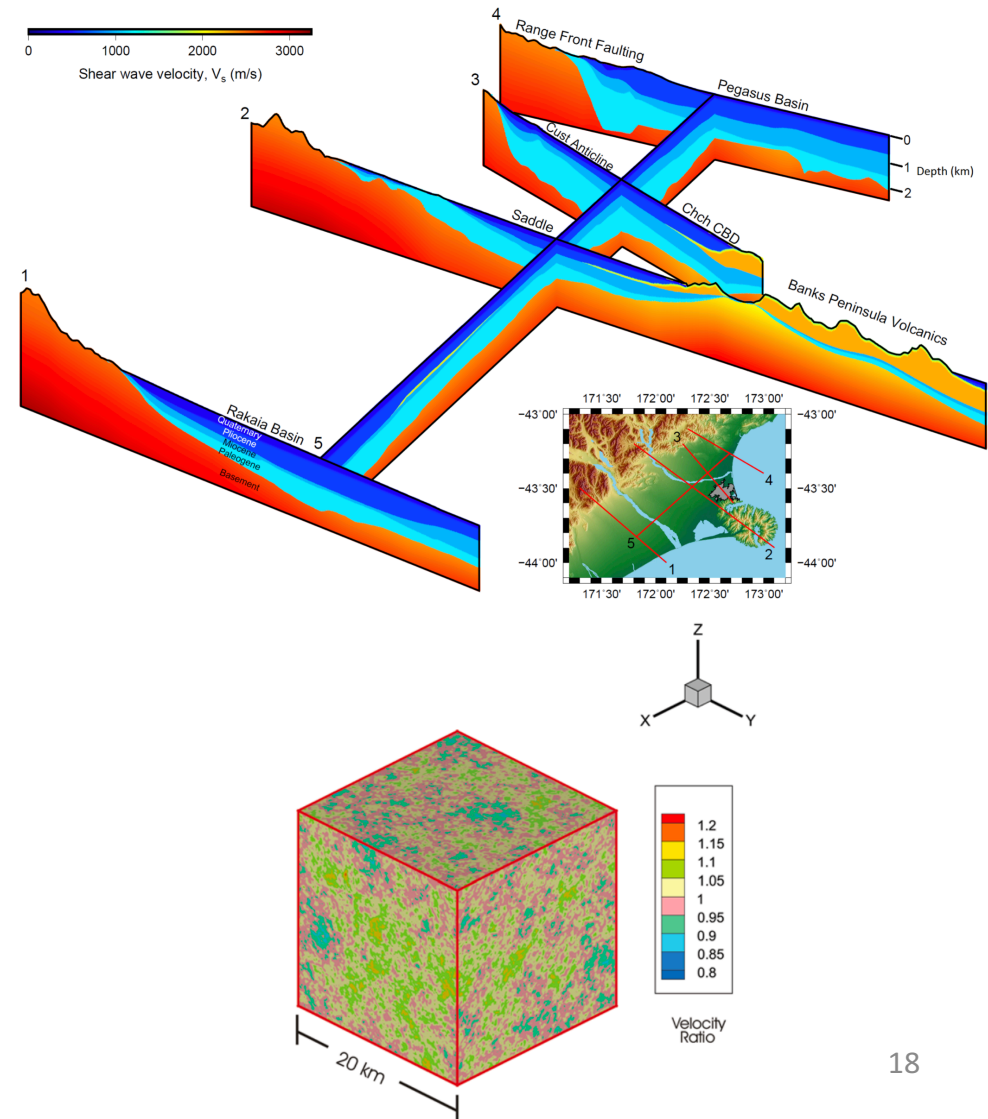 0 1000 2000 3000
Shear wave velocity, Vs (m/s)
4
Range Front Faulting
Pegasus Basin
3
0
1
Depth (km)
2
2
Cust Anticline
Saddle
Chch CBD
Banks Peninsula Volcanics
1
Rakaia Basin
5
Quaternary
Pliocene
Miocene
Paleogene
Basement
171˚30' 172˚00' 172˚30' 173˚00'
−43˚00' −43˚00'
3
4
−43˚30' −43˚30'
5
2
1
−44˚00' −44˚00'
171˚30' 172˚00' 172˚30' 173˚00'
Z
X
Y
1.2
1.15
1.1
1.05
1
0.95
0.9
0.85
0.8
Velocity
Ratio
20 km
18